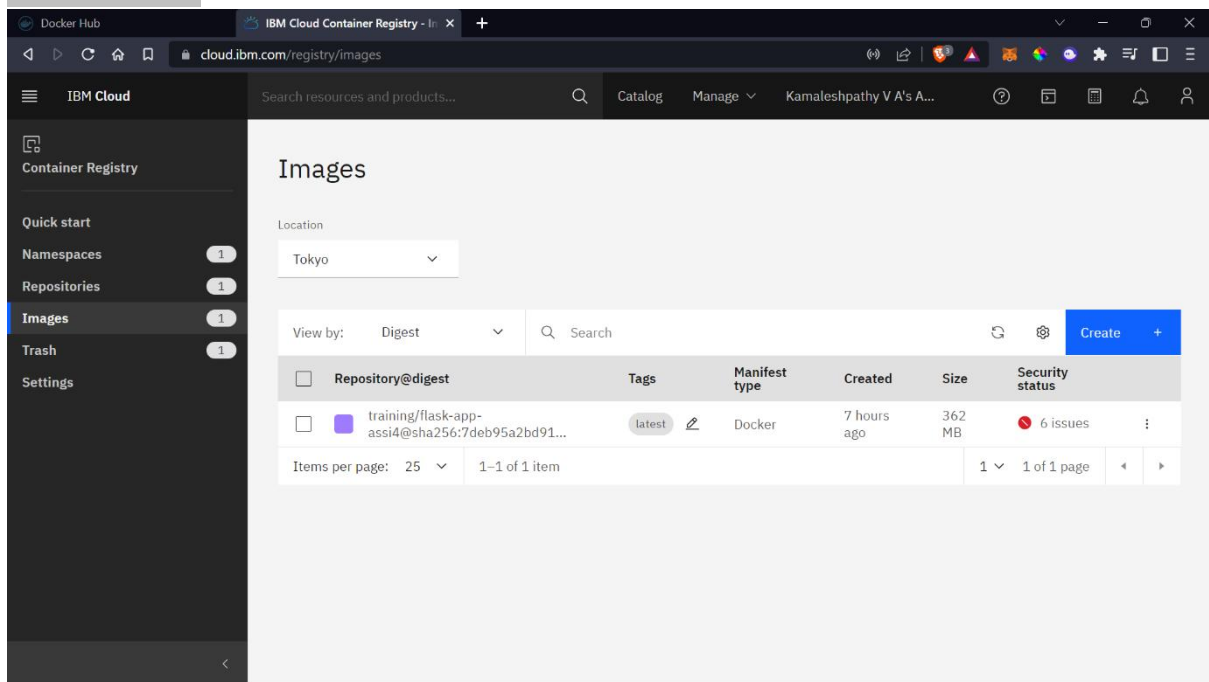 Docker Hub
IBM Cloud Container Registry - In
cloud.ibm.com/registry/images
IBM Cloud
Search resources and products...
Catalog
Manage
Kamaleshpathy V A's A...
Container Registry
Quick start
Namespaces 1
Repositories 1
Images 1
Trash 1
Settings
Images
Location
Tokyo
View by: Digest
Search
Create +
Repository@digest Tags Manifest type Created Size Security status
training/flask-app-
assi4@sha256:7deb95a2bd91...
latest
Docker
7 hours
ago
362
MB
6 issues
Items per page: 25
1–1 of 1 item
1
1 of 1 page